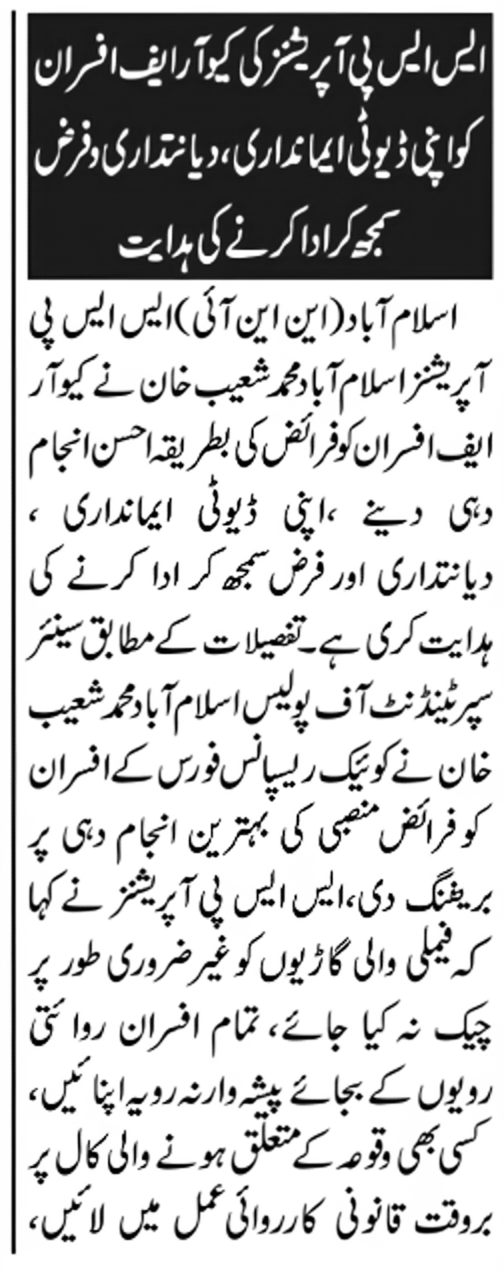 ایس ایس پی آپریشنز کی کیو آر ایف افسران
کو اپنی ڈیوٹی ایمانداری، دیانتداری و فرض
سمجھ کر ادا کرنے کی ہدایت
اسلام آباد (این این آئی) ایس ایس پی
آپریشنز اسلام آباد محمد شعیب خان نے کیو آر
ایف افسران کو فرائض کی بطریقہ احسن انجام
دہی دینے ،اپنی ڈیوٹی ایمانداری ،
دیانتداری اور فرض سمجھ کر ادا کرنے کی
ہدایت کری ہے۔ تفصیلات کے مطابق سینئر
سپرٹینڈنٹ آف پولیس اسلام آباد محمد شعیب
خان نے کوئیک ریسپانس فورس کے افسران
کو فرائض منصبی کی بہترین انجام دہی پر
بریفنگ دی، ایس ایس پی آپریشنز نے کہا
کہ فیملی والی گاڑیوں کو غیر ضروری طور پر
چیک نہ کیا جائے، تمام افسران روائتی
رویوں کے بجائے پیشہ وارنہ رویہ اپنائیں،
کسی بھی وقوعہ کے متعلق ہونے والی کال پر
بروقت قانونی کارروائی عمل میں لائیں،